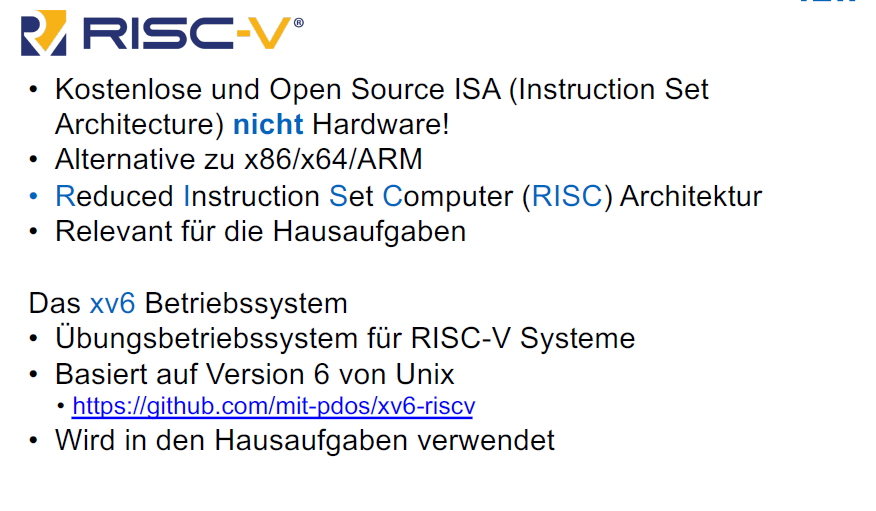 RISC-V®
• Kostenlose und Open Source ISA (Instruction Set
Architecture) nicht Hardware!
• Alternative zu x86/x64/ARM
• Reduced Instruction Set Computer (RISC) Architektur
• Relevant für die Hausaufgaben
Das xv6 Betriebssystem
• Übungsbetriebssystem für RISC-V Systeme
• Basiert auf Version 6 von Unix
• https://github.com/mit-pdos/xv6-riscv
• Wird in den Hausaufgaben verwendet